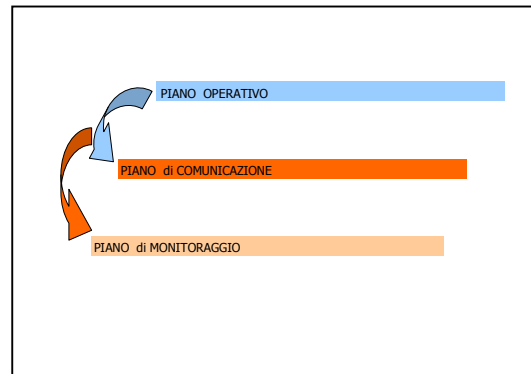 PIANO OPERATIVO
PIANO di COMUNICAZIONE
PIANO di MONITORAGGIO